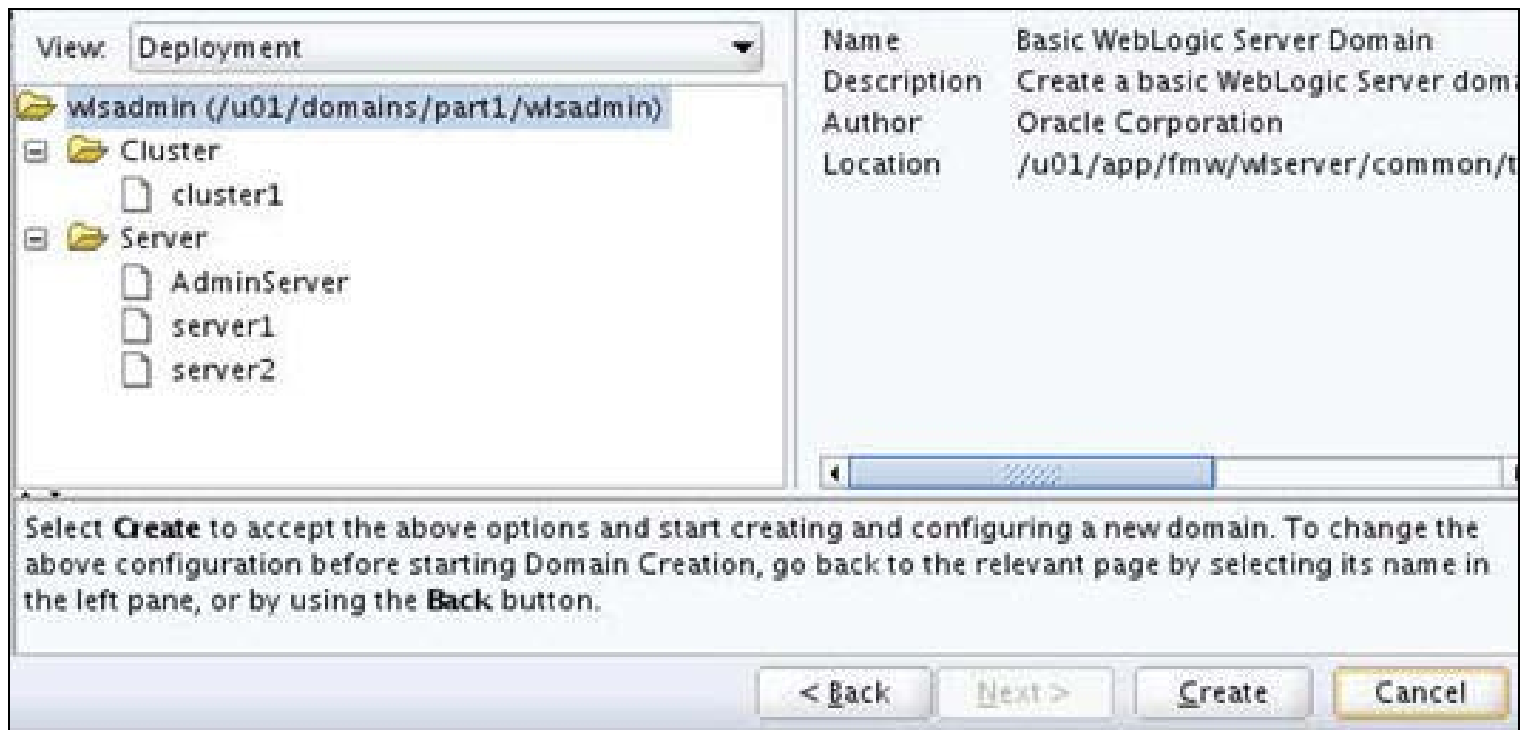 View: Deployment
wlsadmin (/u01/domains/part1/wlsadmin)
Cluster
cluster1
Server
AdminServer
server1
server2
Name Basic WebLogic Server Domain
Description Create a basic WebLogic Server doma
Author Oracle Corporation
Location /u01/app/fmw/wlserver/common/t
Select Create to accept the above options and start creating and configuring a new domain. To change the
above configuration before starting Domain Creation, go back to the relevant page by selecting its name in
the left pane, or by using the Back button.
< Back Next > Create Cancel